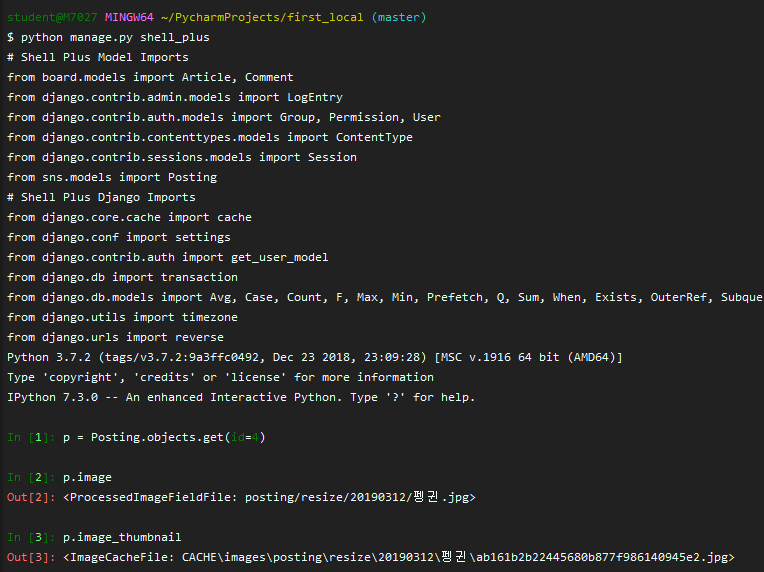 student@M7027 MINGW64 ~/PycharmProjects/first_local (master)
$ python manage.py shell_plus
# Shell Plus Model Imports
from board.models import Article, Comment
from django.contrib.admin.models import LogEntry
from django.contrib.auth.models import Group, Permission, User
from django.contrib.contenttypes.models import ContentType
from django.contrib.sessions.models import Session
from sns.models import Posting
# Shell Plus Django Imports
from django.core.cache import cache
from django.conf import settings
from django.contrib.auth import get_user_model
from django.db import transaction
from django.db.models import Avg, Case, Count, F, Max, Min, Prefetch, Q, Sum, When, Exists, OuterRef, Subque
from django.utils import timezone
from django.urls import reverse
Python 3.7.2 (tags/v3.7.2:9a3ffc0492, Dec 23 2018, 23:09:28) [MSC v.1916 64 bit (AMD64)]
Type 'copyright', 'credits' or 'license' for more information
IPython 7.3.0 -- An enhanced Interactive Python. Type '?' for help.
In [1]: p = Posting.objects.get(id=4)
In [2]: p.image
Out[2]: <ProcessedImageFieldFile: posting/resize/20190312/펭귄.jpg>
In [3]: p.image_thumbnail
Out[3]: <ImageCacheFile: CACHE\images\posting\resize\20190312\펭귄\ab161b2b22445680b877f986140945e2.jpg>